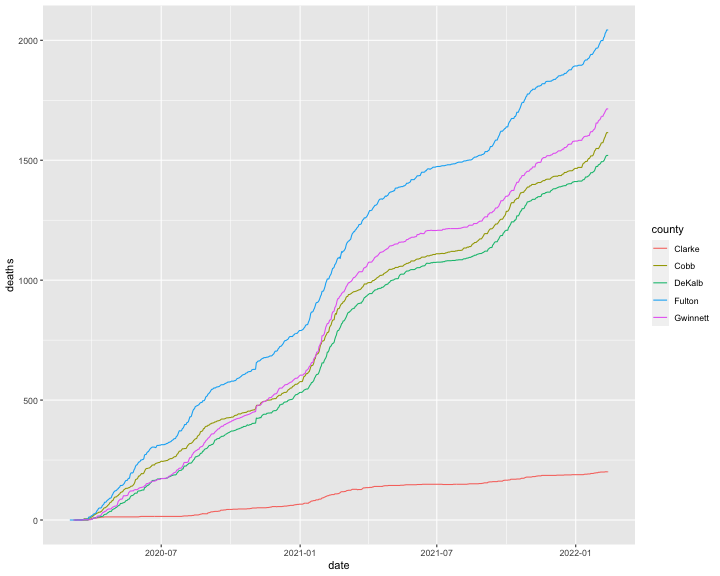 2000
1500
1000
500
0
deaths
2020-07 2021-01 2021-07 2022-01
date
county
Clarke
Cobb
DeKalb
Fulton
Gwinnett